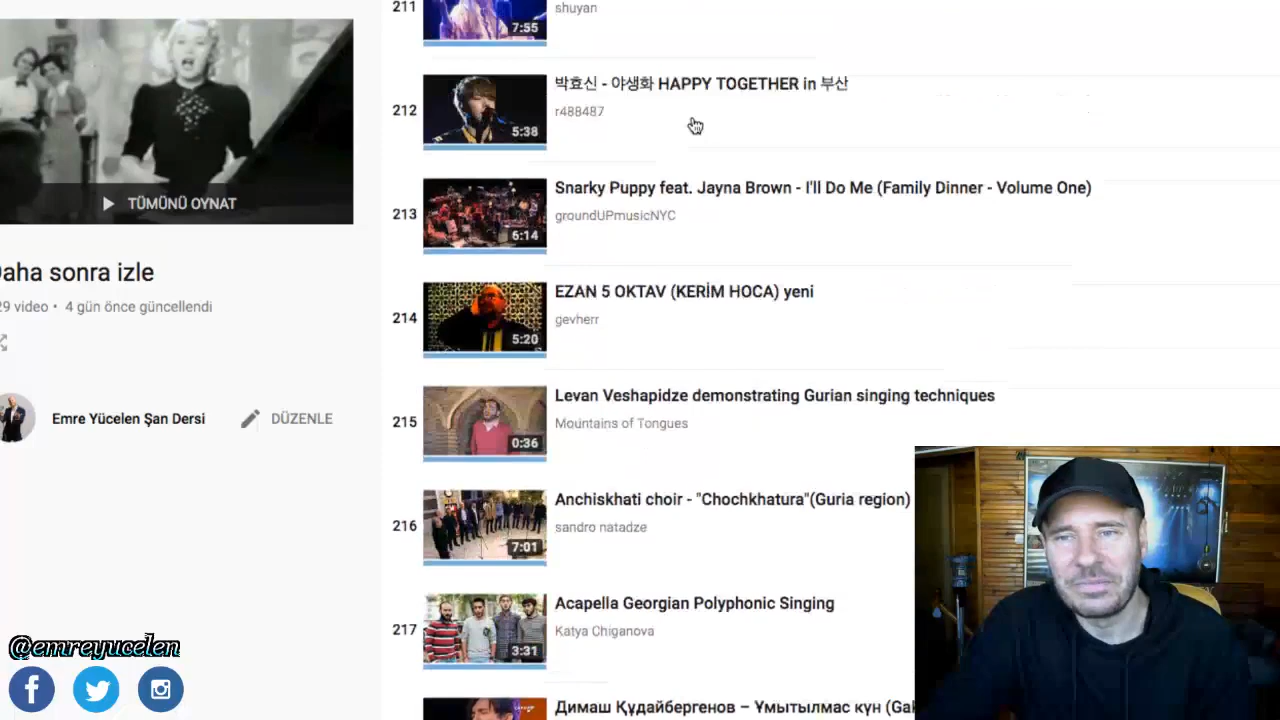 TÜMÜNÜ OYNAT
aha sonra izle
29 video • 4 gün önce güncellendi
Emre Yücelen Şan Dersi
DÜZENLE
@emreyucelen
211
7:55
shuyan
212
5:38
박효신 - 야생화 HAPPY TOGETHER in 부산
r488487
213
6:14
Snarky Puppy feat. Jayna Brown - I'll Do Me (Family Dinner - Volume One)
groundUPmusicNYC
214
5:20
EZAN 5 OKTAV (KERİM HOCA) yeni
gevherr
215
0:36
Levan Veshapidze demonstrating Gurian singing techniques
Mountains of Tongues
216
7:01
Anchiskhati choir - "Chochkhatura"(Guria region)
sandro natadze
217
3:31
Acapella Georgian Polyphonic Singing
Katya Chiganova
Димаш Құдайбергенов – Ұмытылмас күн (Ga